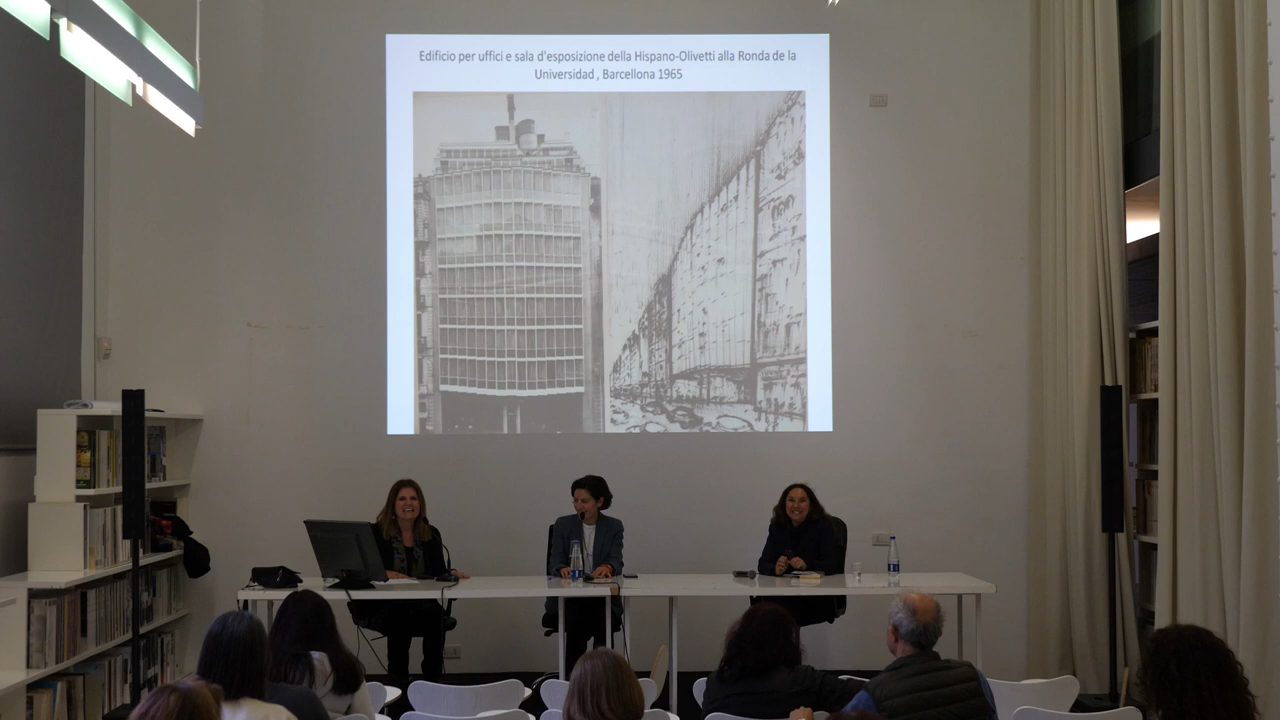 Edificio per uffici e sala d'esposizione della Hispano-Olivetti alla Ronda de la
Universidad , Barcellona 1965